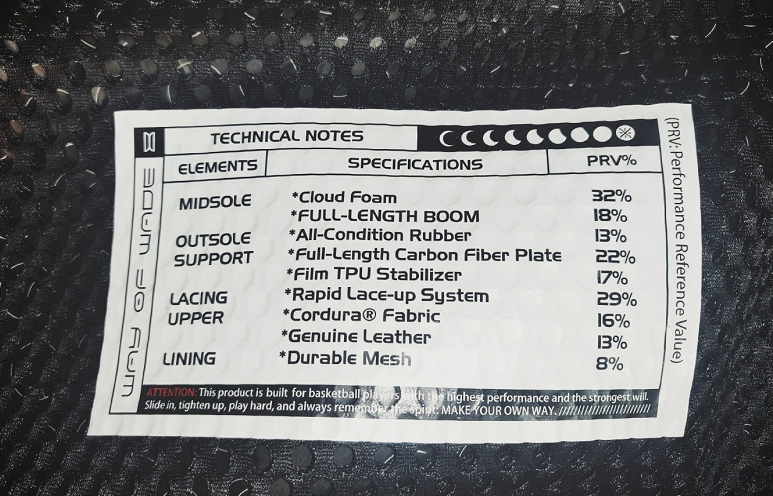 TECHNICAL NOTES
ELEMENTS SPECIFICATIONS PRV%
MIDSOLE *Cloud Foam 32%
*FULL-LENGTH BOOM 18%
OUTSOLE *All-Condition Rubber 13%
SUPPORT *Full-Length Carbon Fiber Plate 22%
*Film TPU Stabilizer 17%
LACING *Rapid Lace-up System 29%
UPPER *Cordura® Fabric 16%
*Genuine Leather 13%
LINING *Durable Mesh 8%
ATTENTION: This product is built for basketball players with the highest performance and the strongest will.
Slide in, tighten up, play hard, and always remember the spirit: MAKE YOUR OWN WAY. ////////////////////
(PRV:Performance Reference Value)
WAY OF WADE